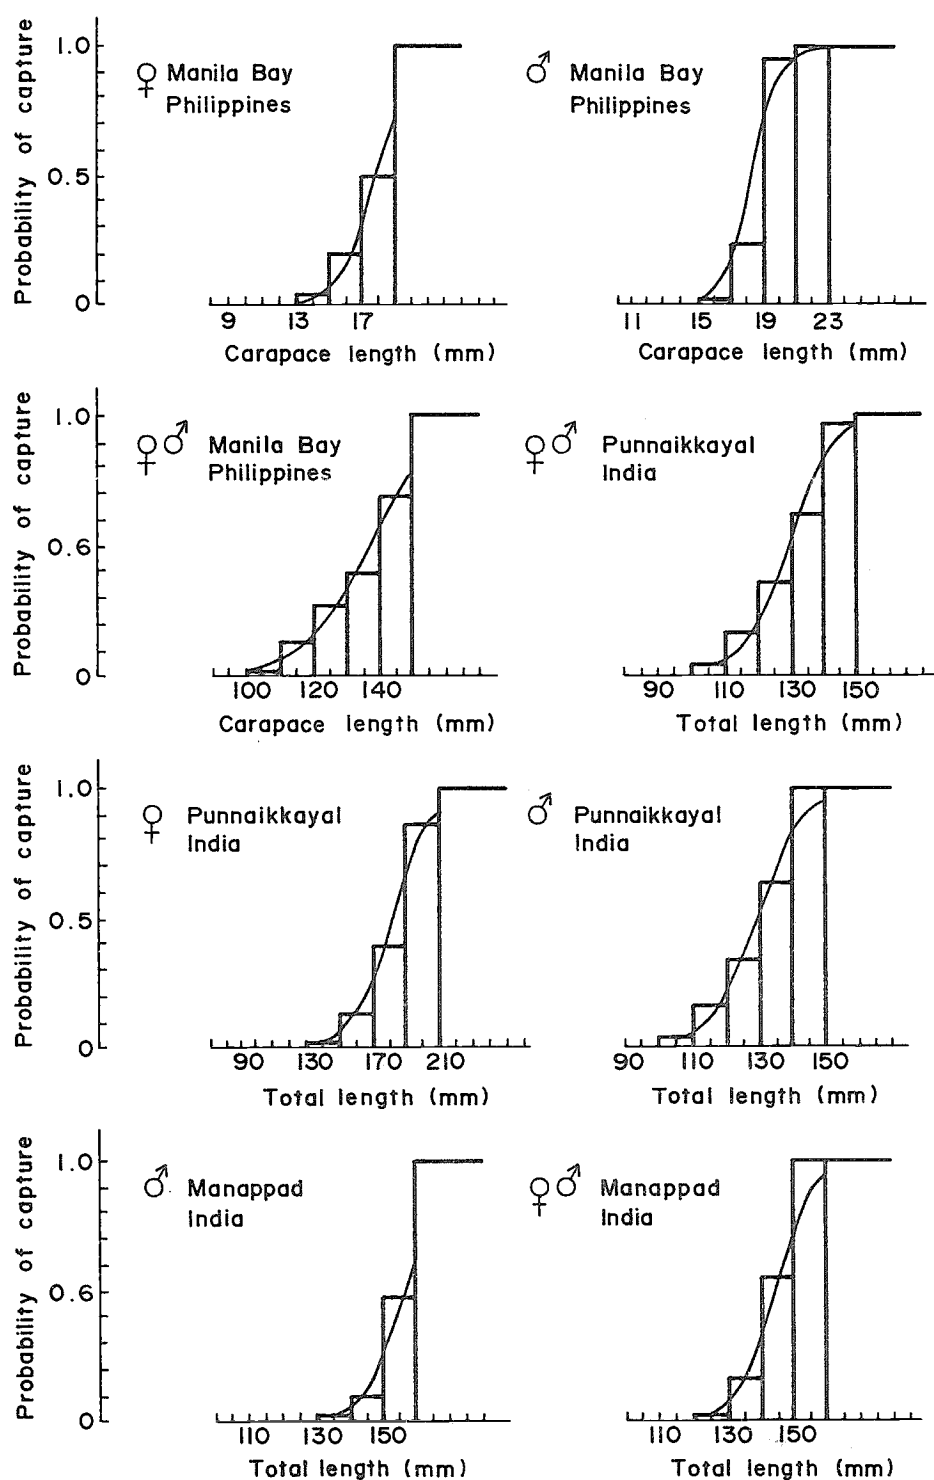 Probability of capture
1.0
0.5
0
♀ Manila Bay
Philippines
9 13 17
Carapace length (mm)
♂ Manila Bay
Philippines
11 15 19 23
Carapace length (mm)
Probability of capture
1.0
0.6
0
♀♂ Manila Bay
Philippines
100 120 140
Carapace length (mm)
♀♂ Punnaikkayal
India
90 110 130 150
Total length (mm)
Probability of capture
1.0
0.5
0
♀ Punnaikkayal
India
90 130 170 210
Total length (mm)
♂ Punnaikkayal
India
90 110 130 150
Total length (mm)
Probability of capture
1.0
0.6
0
♂ Manappad
India
110 130 150
Total length (mm)
♀♂ Manappad
India
110 130 150
Total length (mm)